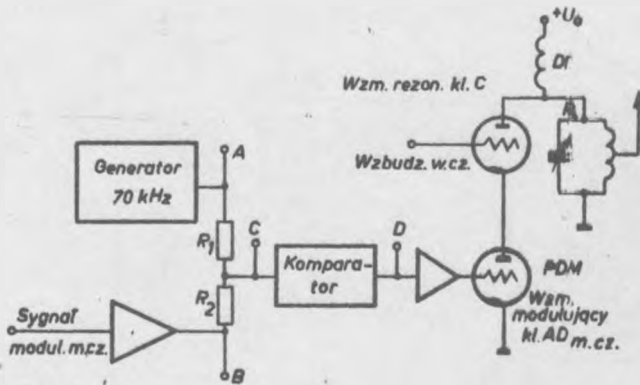 +U₀
Dł
Wzm. rezon. kl. C
Wzbudz. w.cz.
Generator
70 kHz
A
R₁
C
D
Kompara-
tor
R₂
Sygnał
modul. m.cz.
B
PDM
Wzm.
modulujący
kl. AD m.cz.